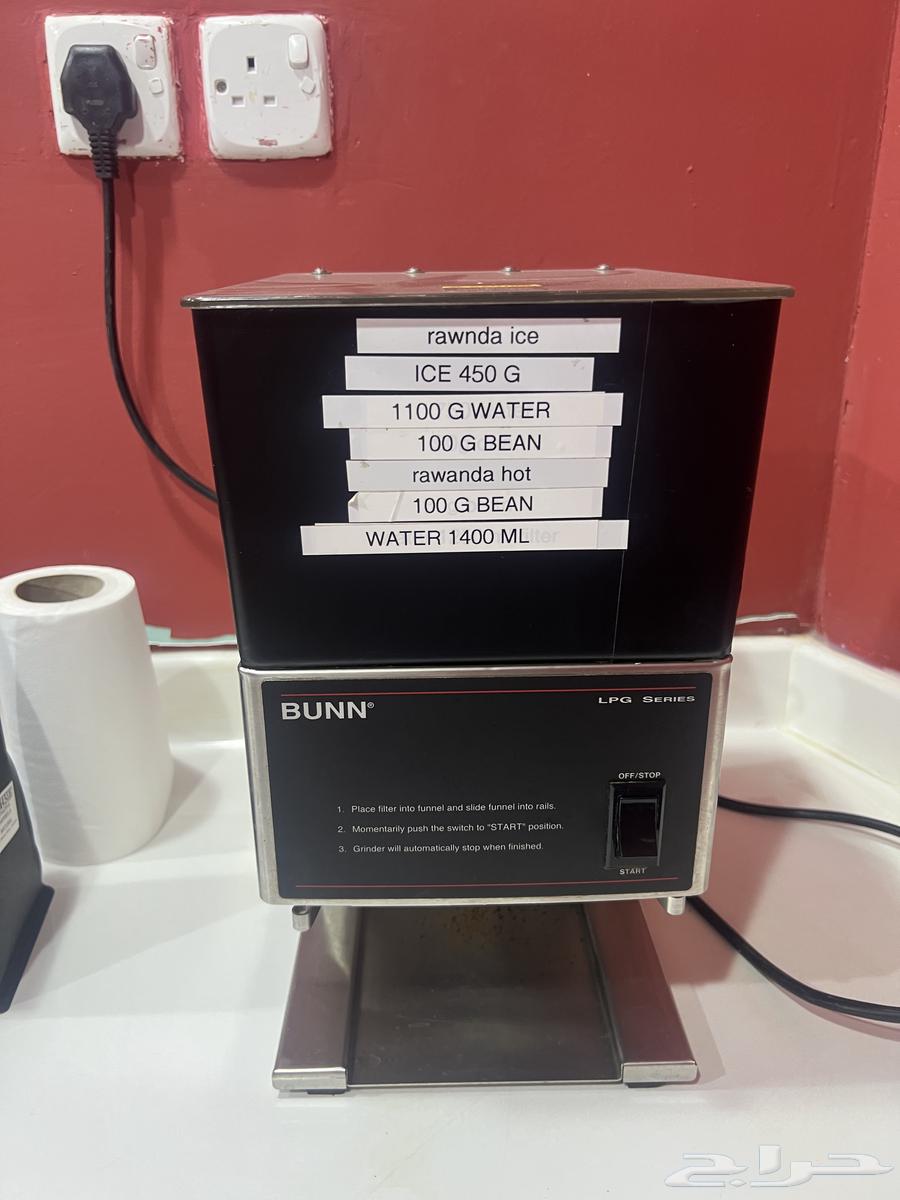 rawnda ice
ICE 450 G
1100 G WATER
100 G BEAN
rawanda hot
100 G BEAN
WATER 1400 ML
BUNN®
LPG SERIES
OFF/STOP
1. Place filter into funnel and slide funnel into rails.
2. Momentarily push the switch to "START" position.
3. Grinder will automatically stop when finished.
START
حراج